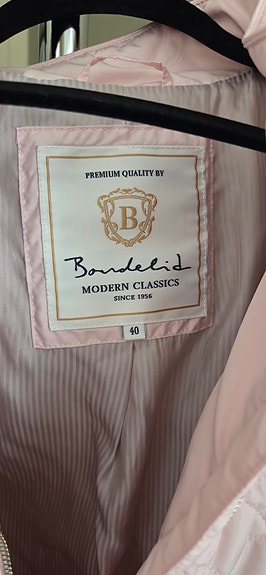 PREMIUM QUALITY BY
B
Bondelid
MODERN CLASSICS
SINCE 1956
40